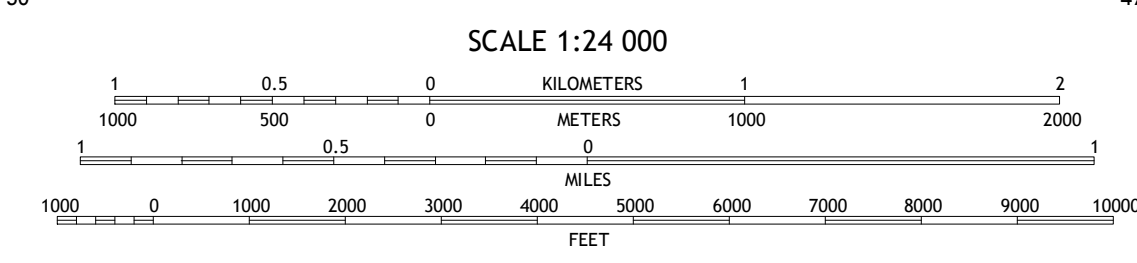 SCALE 1:24 000
1 0.5 0 KILOMETERS 1 2
1000 500 0 METERS 1000 2000
1 0.5 0 1
MILES
1000 0 1000 2000 3000 4000 5000 6000 7000 8000 9000 10000
FEET